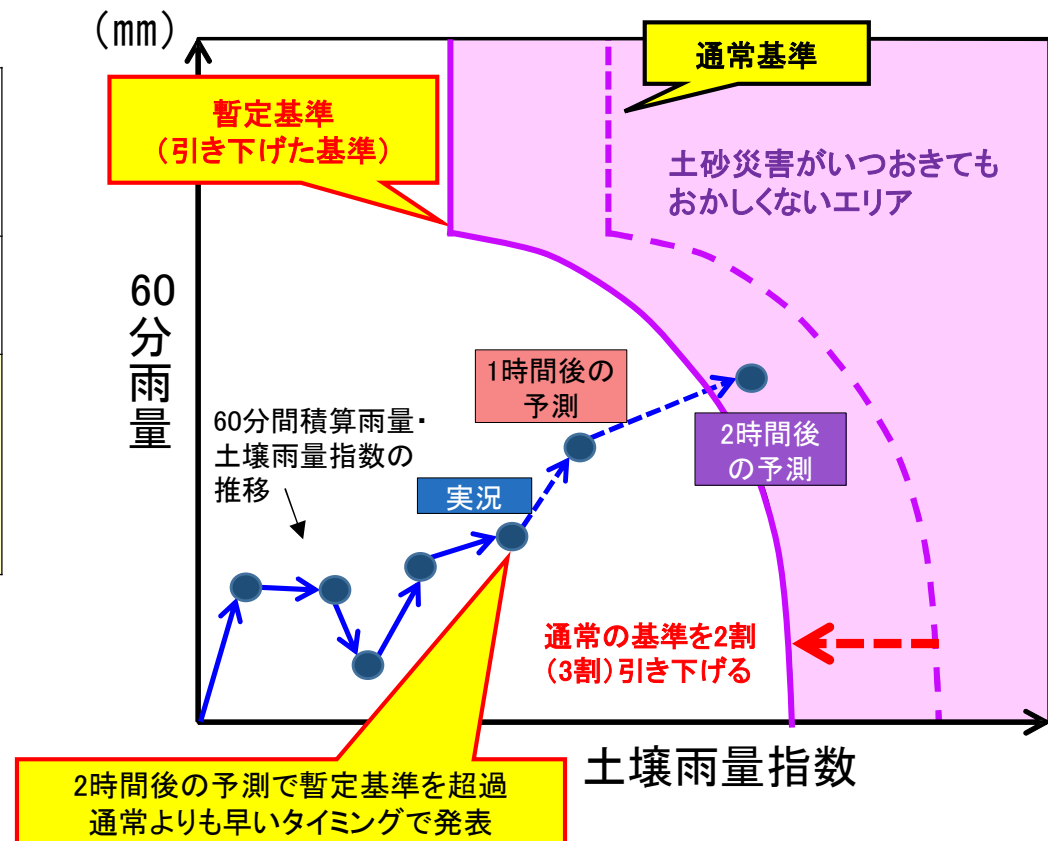 (mm)
通常基準
暫定基準
(引き下げた基準)
土砂災害がいつおきても
おかしくないエリア
60
分
雨
量
1時間後の
予測
60分間積算雨量・
土壌雨量指数の
推移
2時間後
の予測
実況
通常の基準を2割
(3割)引き下げる
土壌雨量指数
2時間後の予測で暫定基準を超過
通常よりも早いタイミングで発表